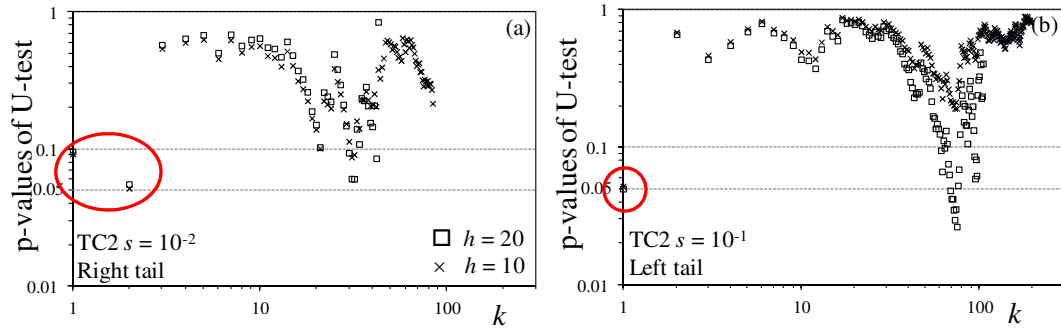 1
(a)
p-values of U-test
0.1
0.05
TC2 s = 10-2
Right tail
h = 20
h = 10
0.01
1
10
100
k
1
(b)
p-values of U-test
0.1
0.05
TC2 s = 10-1
Left tail
0.01
1
10
100
k